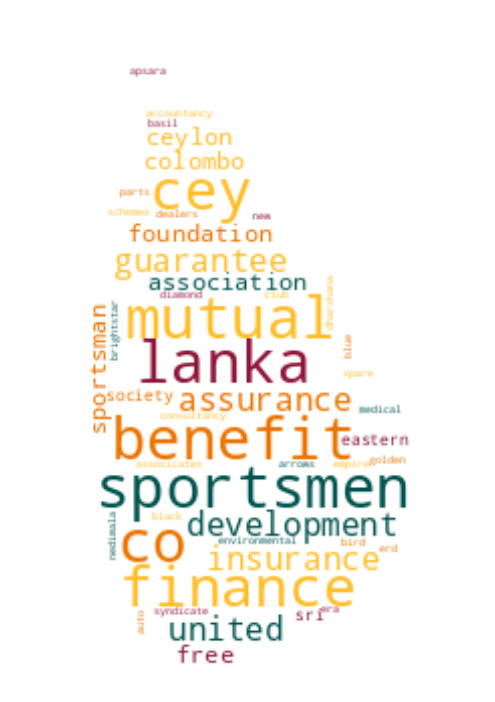 apsara
accountancy
basil
ceylon
colombo
parts
cey
schemes
dealers
new
foundation
guarantee
association
diamond
club
dharshana
mutual
brightstar
sportsman
blue
lanka
spare
society
assurance
medical
consultancy
benefit
eastern
associcates
arrows
empire
golden
sportsmen
black
development
nedimala
co
environmental
bird
erd
insurance
finance
auto
syndicate
sri
era
united
free